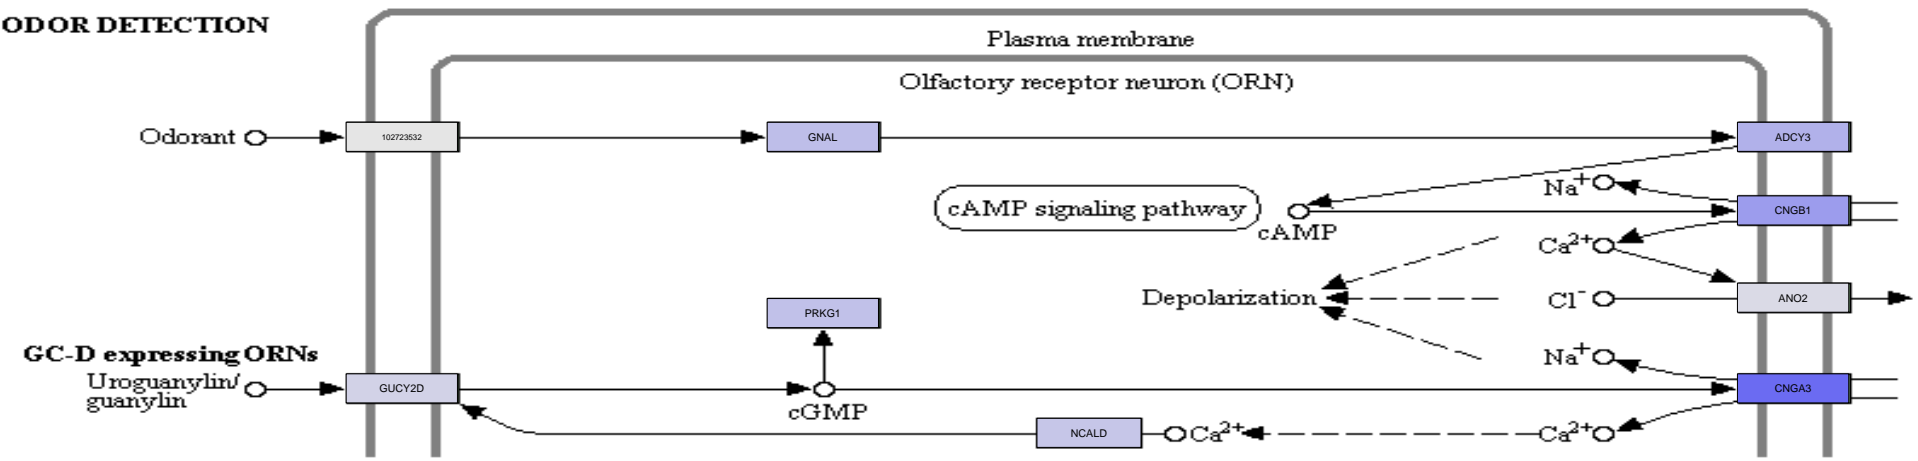 ODOR DETECTION
Plasma membrane
Olfactory receptor neuron (ORN)
Odorant
102723532
GNAL
ADCY3
Na+
cAMP signaling pathway
cAMP
CNGB1
Ca2+
Depolarization
Cl-
ANO2
PRKG1
GC-D expressing ORNs
Uroguanylin/
guanylin
GUCY2D
cGMP
Na+
CNGA3
NCALD
Ca2+
Ca2+